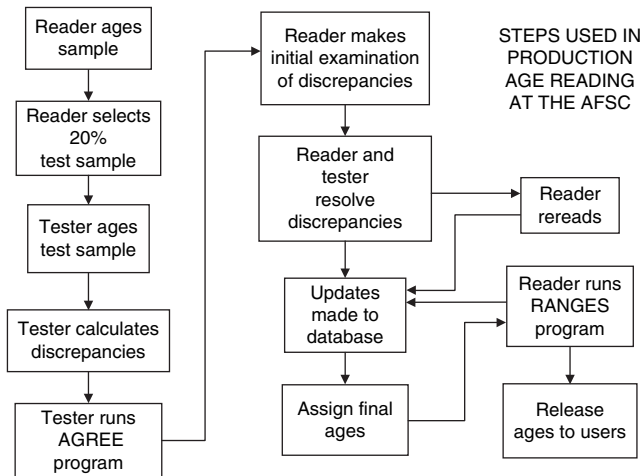 Reader ages
sample
Reader selects
20%
test sample
Tester ages
test sample
Tester calculates
discrepancies
Tester runs
AGREE
program
Reader makes
initial examination
of discrepancies
Reader and
tester
resolve
discrepancies
Reader
rereads
Updates
made to
database
Assign final
ages
Reader runs
RANGES
program
Release
ages to users
STEPS USED IN
PRODUCTION
AGE READING
AT THE AFSC